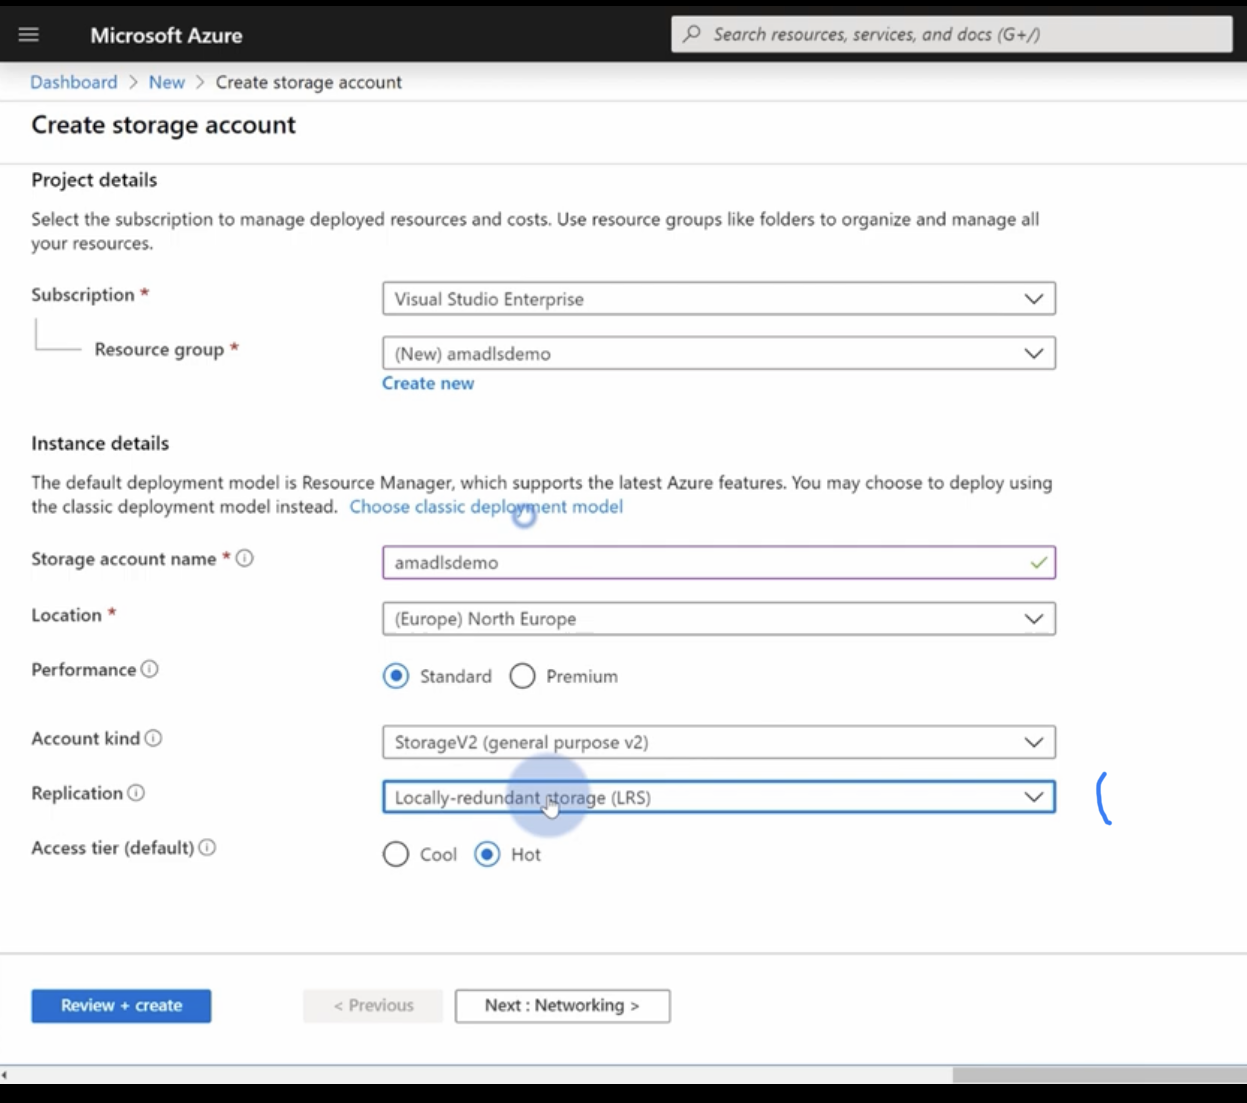 Microsoft Azure
Search resources, services, and docs (G+/)
Dashboard > New > Create storage account
Create storage account
Project details
Select the subscription to manage deployed resources and costs. Use resource groups like folders to organize and manage all
your resources.
Subscription *
Visual Studio Enterprise
Resource group *
(New) amadlsdemo
Create new
Instance details
The default deployment model is Resource Manager, which supports the latest Azure features. You may choose to deploy using
the classic deployment model instead. Choose classic deployment model
Storage account name *
amadlsdemo
Location *
(Europe) North Europe
Performance
Standard Premium
Account kind
StorageV2 (general purpose v2)
Replication
Locally-redundant storage (LRS)
Access tier (default)
Cool Hot
Review + create
< Previous
Next : Networking >